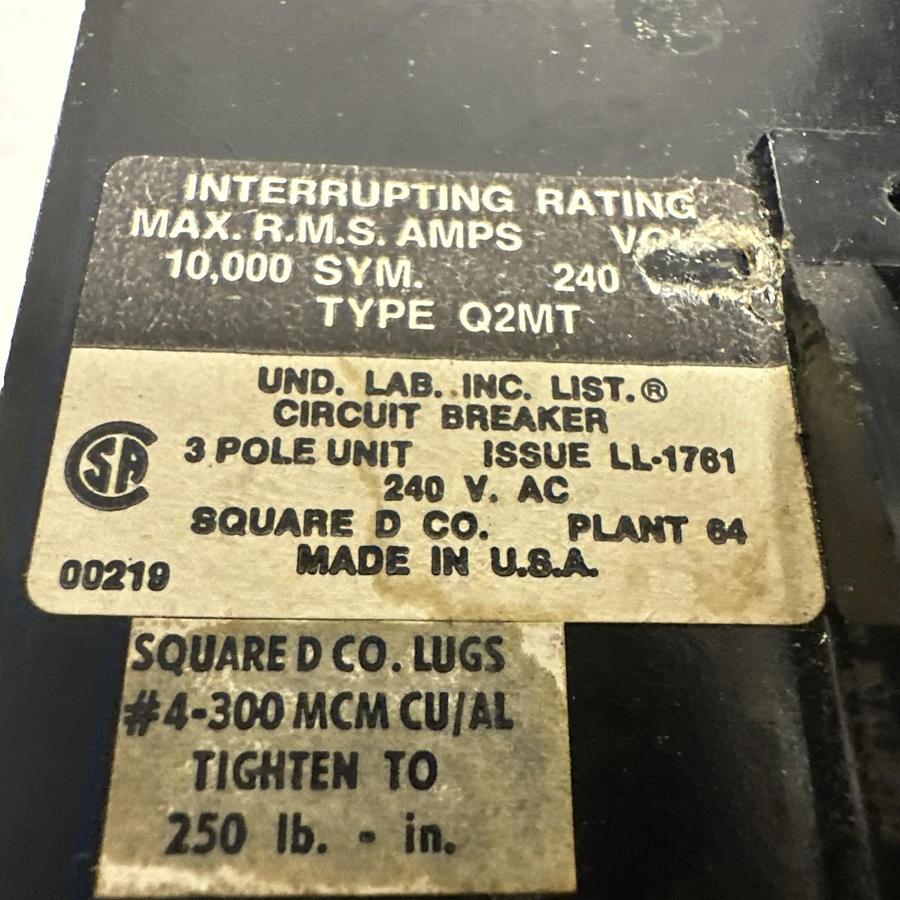 INTERRUPTING RATING
MAX. R.M.S. AMPS
10,000 SYM. 240
TYPE Q2MT
UND. LAB. INC. LIST.®
CIRCUIT BREAKER
3 POLE UNIT ISSUE LL-1761
240 V. AC
SA
SQUARE D CO. PLANT 64
MADE IN U.S.A.
00219
SQUARE D CO. LUGS
#4-300 MCM CU/AL
TIGHTEN TO
250 lb. - in.